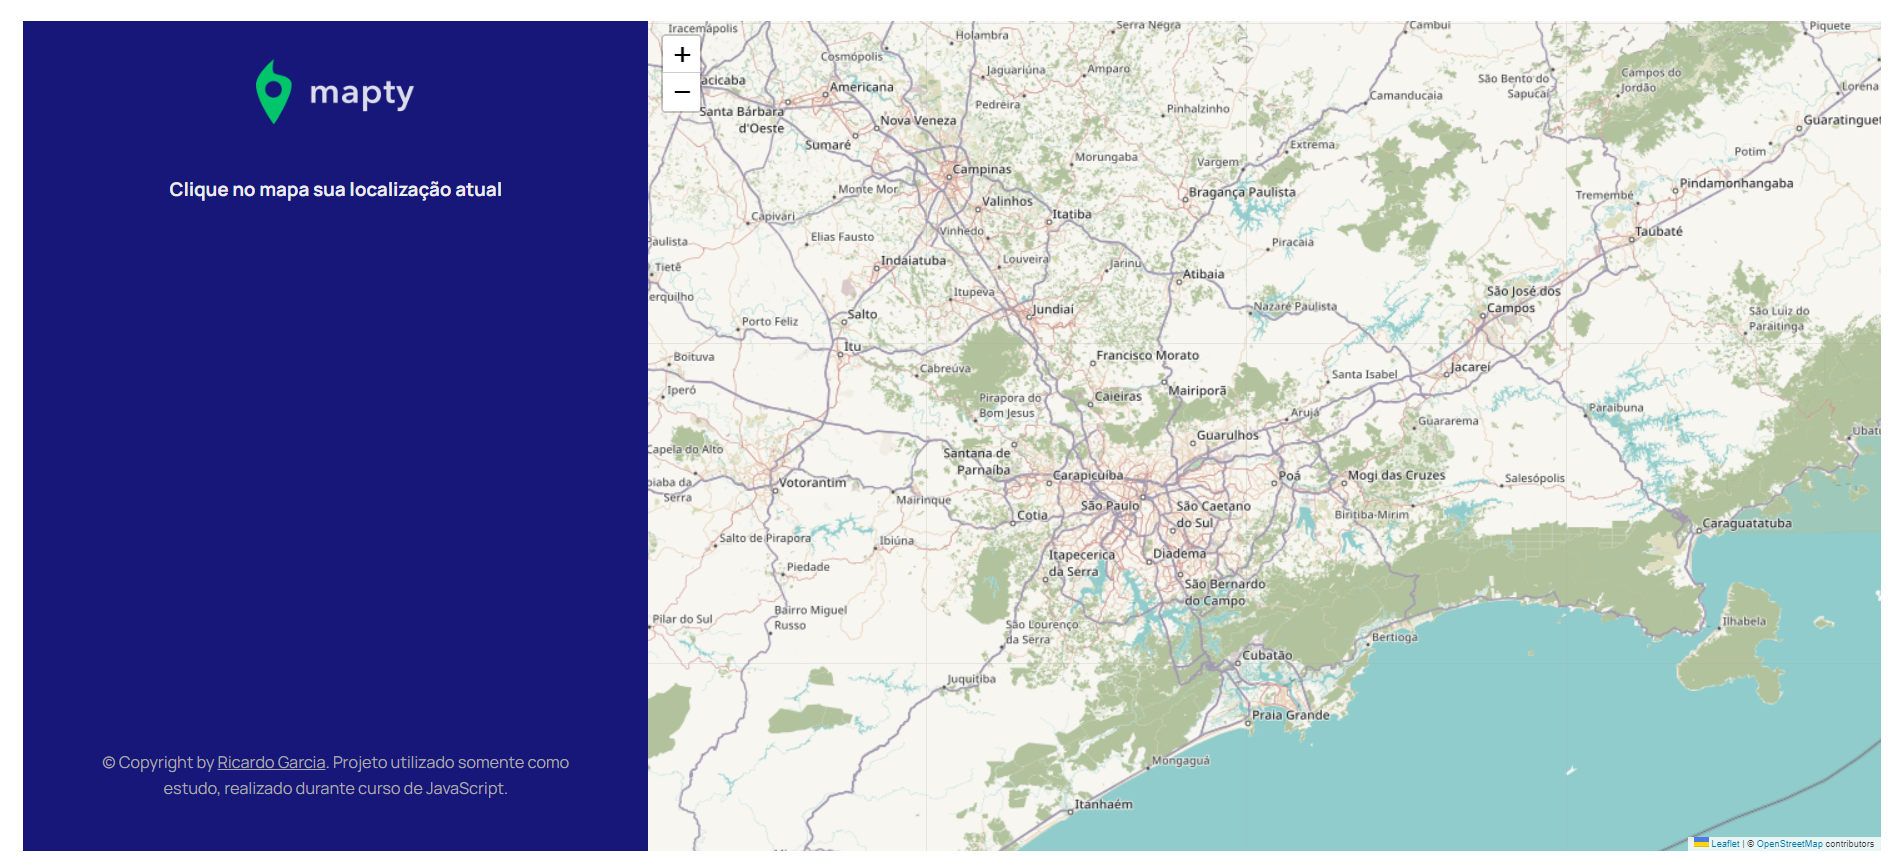 mapty
Clique no mapa sua localização atual
© Copyright by Ricardo Garcia. Projeto utilizado somente como
estudo, realizado durante curso de JavaScript.
+
−
Iracemápolis
Holambra
Serra Negra
Cambuí
Piquete
Cosmópolis
Jaguariúna
Amparo
São Bento do
Sapucaí
Campos do
Jordão
Lorena
acicaba
Americana
Pedreira
Pinhalzinho
Camanducaia
Santa Bárbara
d'Oeste
Nova Veneza
Guaratinguet
Sumaré
Extrema
Potim
Campinas
Morungaba
Vargem
Monte Mor
Bragança Paulista
Pindamonhangaba
Tremembé
Valinhos
Itatiba
Capivari
Vinhedo
Taubaté
Paulista
Elias Fausto
Piracaia
Tietê
Indaiatuba
Louveira
Jarinu
Atibaia
erquilho
Itupeva
Jundiaí
Nazaré Paulista
São José dos
Campos
São Luiz do
Paraitinga
Porto Feliz
Salto
Boituva
Itu
Francisco Morato
Cabreúva
Santa Isabel
Jacareí
Iperó
Pirapora do
Bom Jesus
Caieiras
Mairiporã
Arujá
Guararema
Paraibuna
Guarulhos
Ubatu
Capela do Alto
Santana de
Parnaíba
Carapicuíba
Poá
Mogi das Cruzes
Salesópolis
oiaba da
Serra
Votorantim
Mairinque
São Paulo
São Caetano
do Sul
Biritiba-Mirim
Cotia
Caraguatatuba
Salto de Pirapora
Ibiúna
Itapecerica
da Serra
Diadema
Piedade
São Bernardo
do Campo
Bairro Miguel
Russo
Pilar do Sul
São Lourenço
da Serra
Bertioga
Ilhabela
Cubatão
Juquitiba
Praia Grande
Mongaguá
Itanhaém
Leaflet | © OpenStreetMap contributors